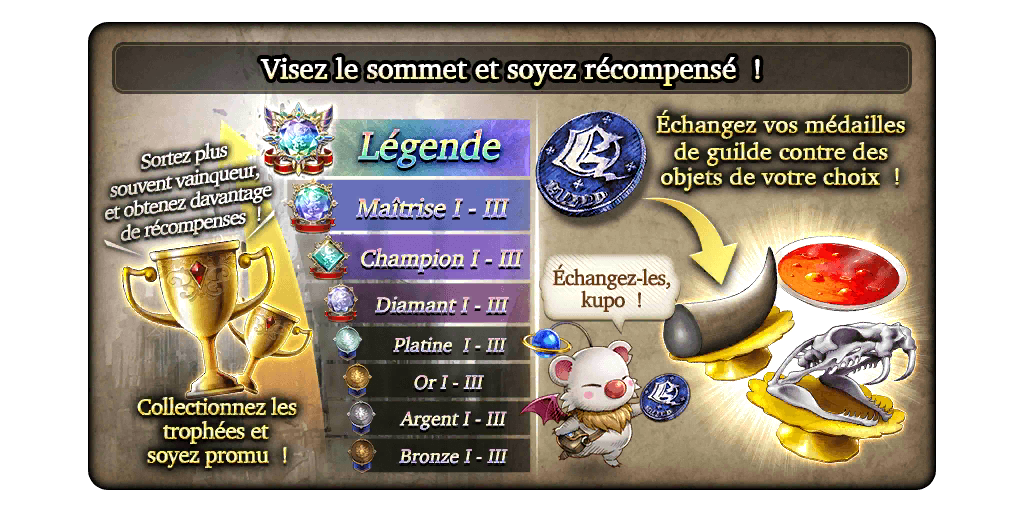 Visez le sommet et soyez récompensé !
Sortez plus
souvent vainqueur,
et obtenez davantage
de récompenses !
Collectionnez les
trophées et
soyez promu !
Légende
Maîtrise I - III
Champion I - III
Diamant I - III
Platine I - III
Or I - III
Argent I - III
Bronze I - III
Échangez vos médailles
de guilde contre des
objets de votre choix !
Échangez-les,
kupo !